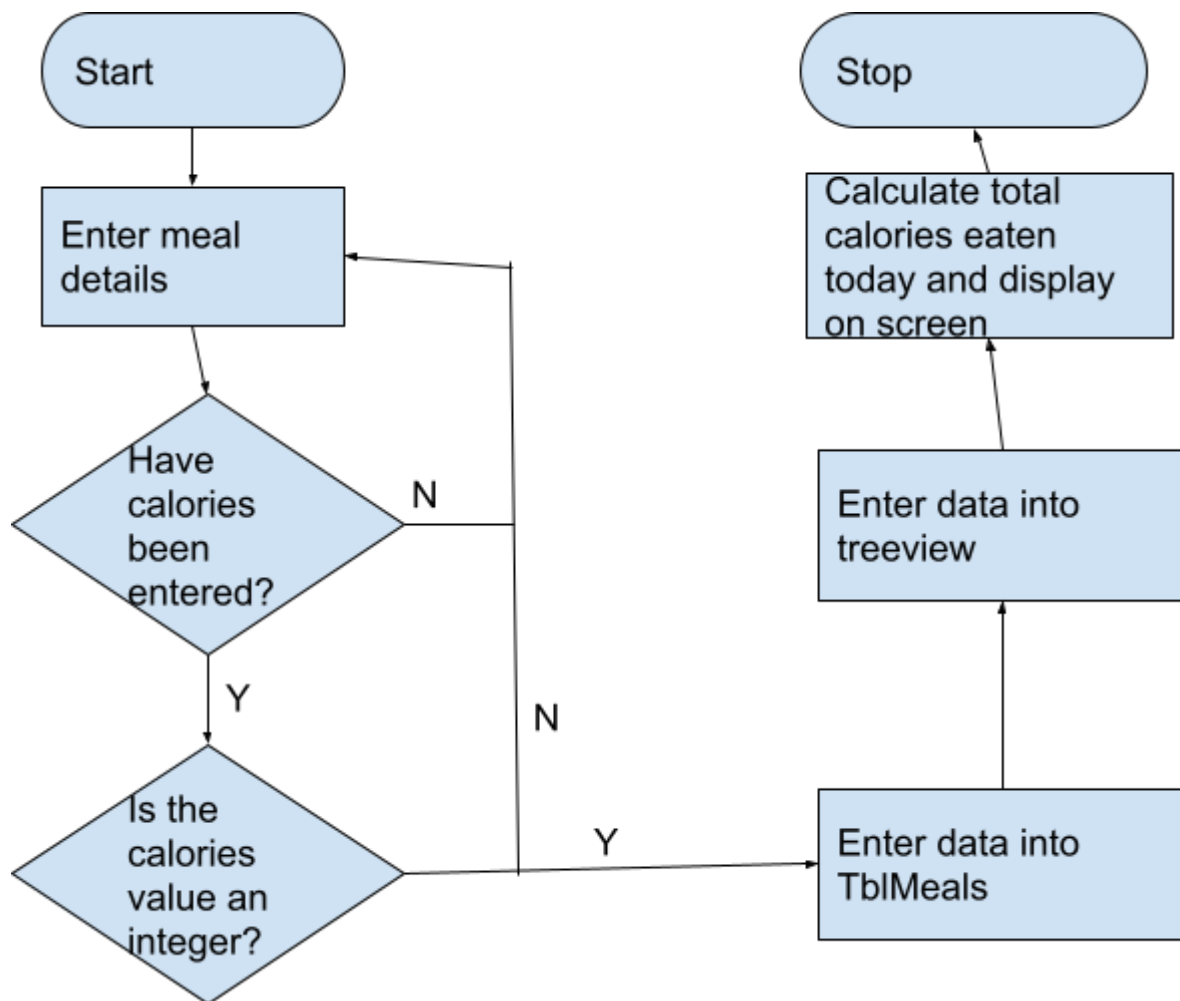 Start
Enter meal
details
Have
calories
been
entered?
N
Y
N
Is the
calories
value an
integer?
Y
Enter data into
TblMeals
Enter data into
treeview
Calculate total
calories eaten
today and display
on screen
Stop